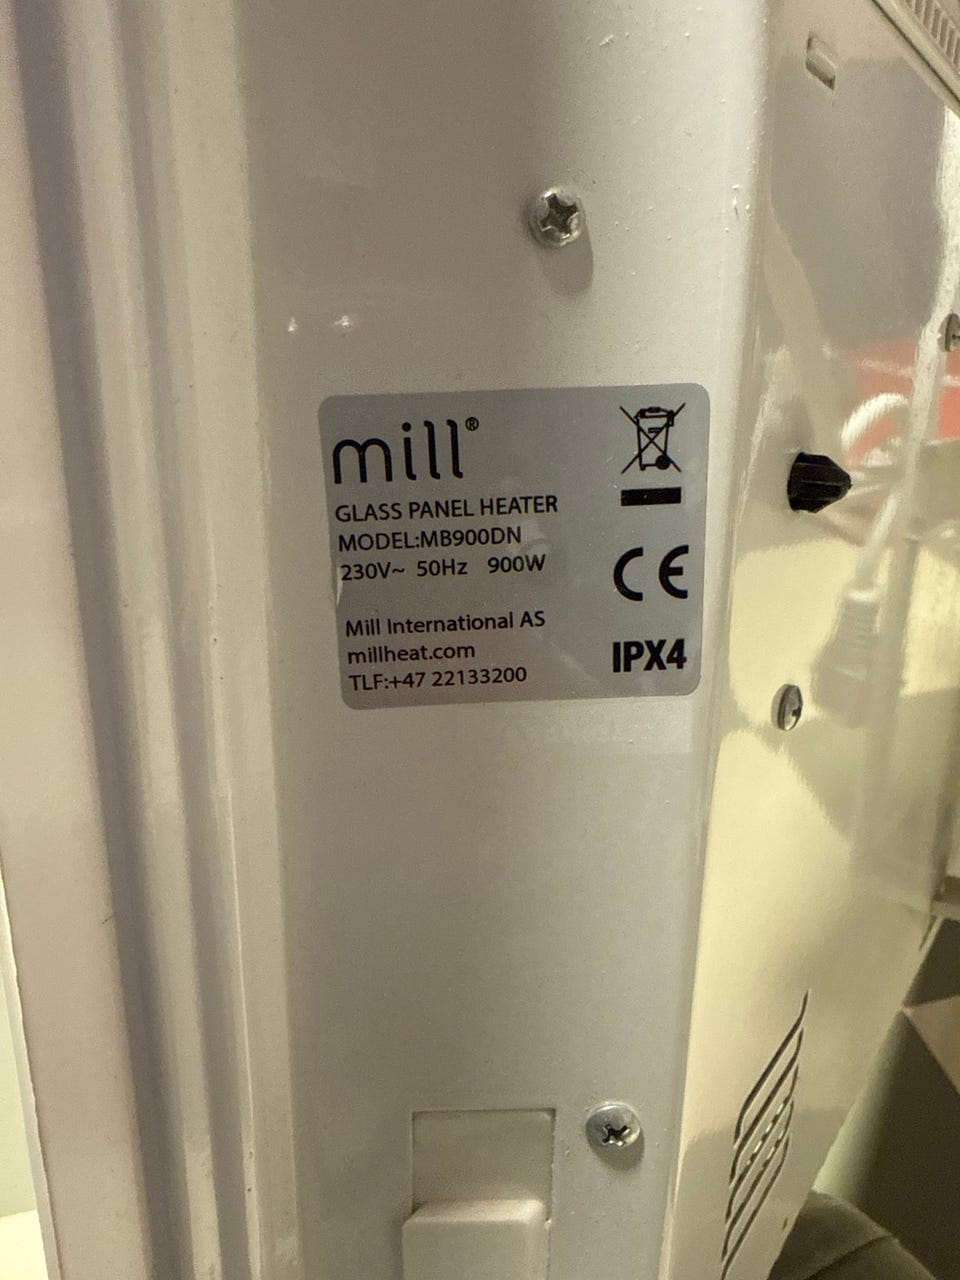 mill®
GLASS PANEL HEATER
MODEL:MB900DN
230V~ 50Hz 900W
Mill International AS
millheat.com
TLF:+47 22133200
CE
IPX4